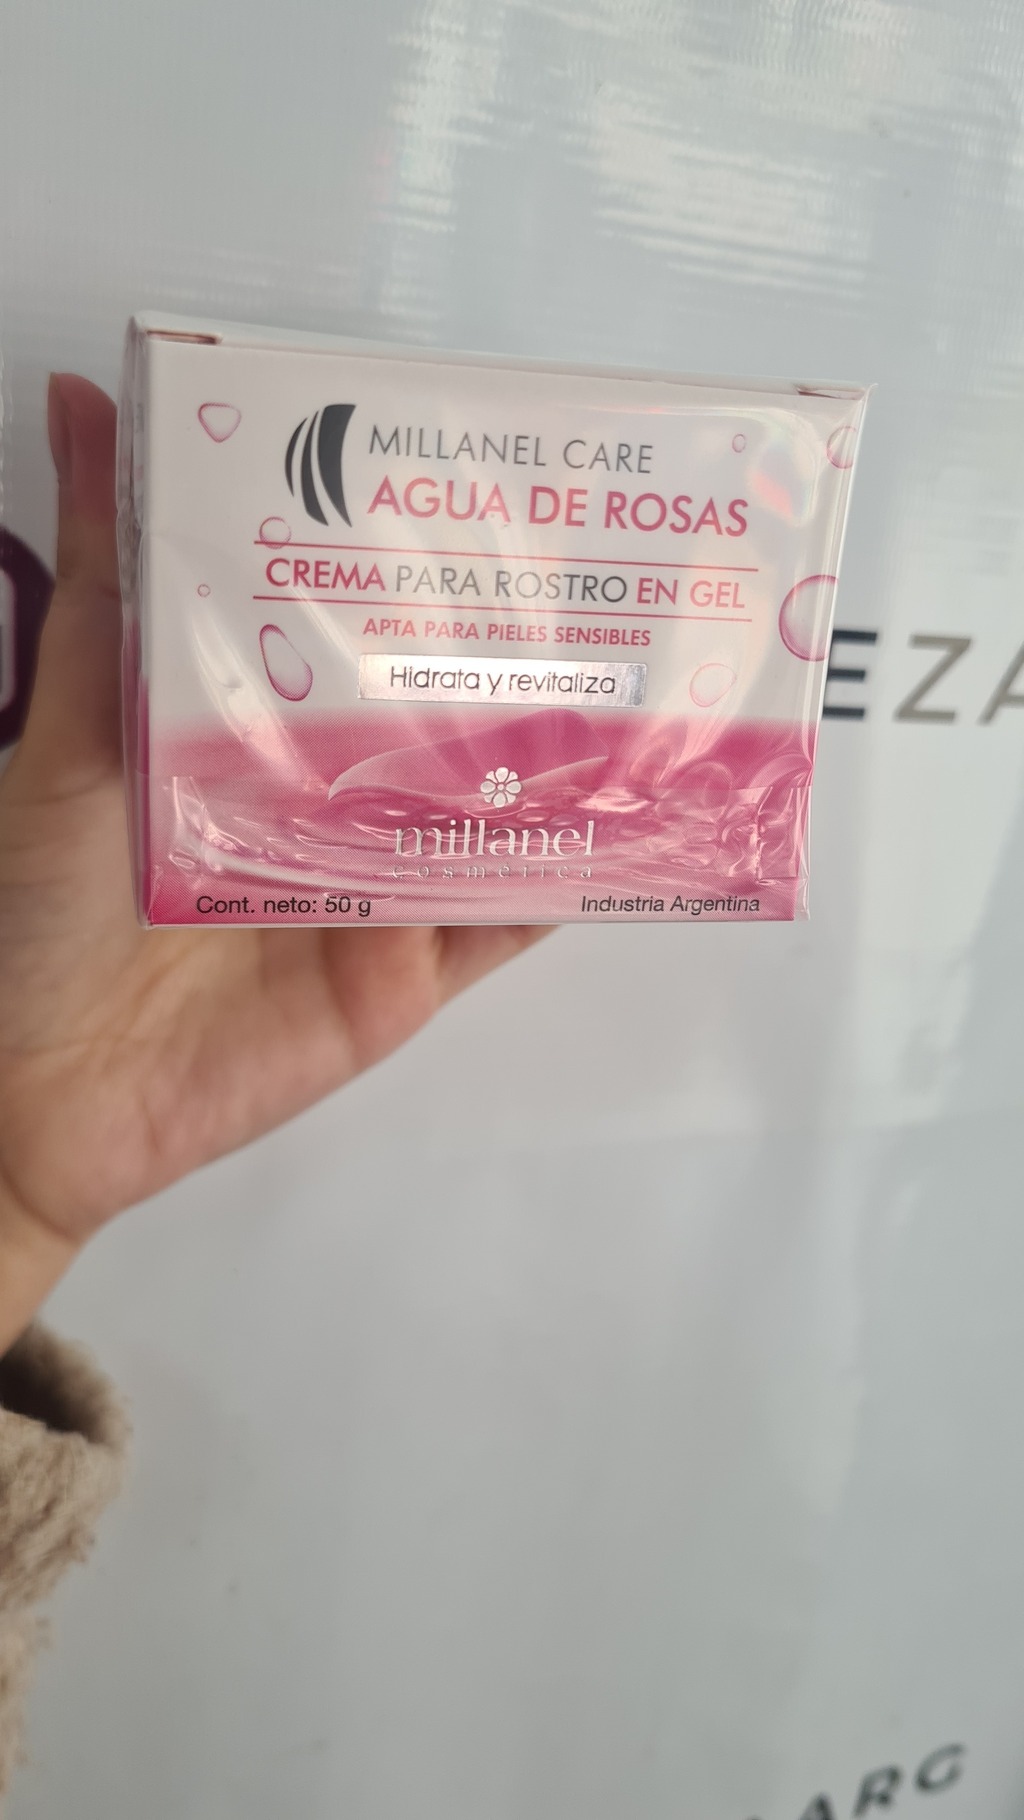 MILLANEL CARE
AGUA DE ROSAS
CREMA PARA ROSTRO EN GEL
APTA PARA PIELES SENSIBLES
Hidrata y revitaliza
millanel
cosmética
Cont. neto: 50 g
Industria Argentina
EZA
ARG